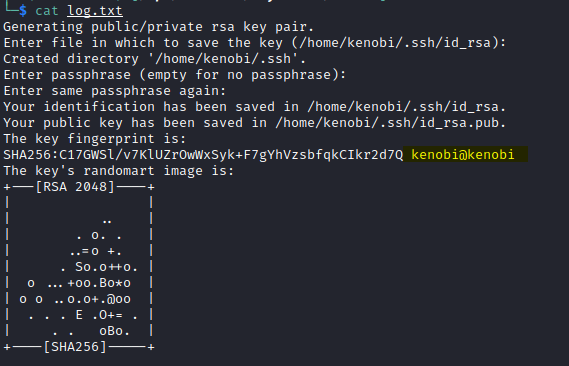 └─$ cat log.txt
Generating public/private rsa key pair.
Enter file in which to save the key (/home/kenobi/.ssh/id_rsa):
Created directory '/home/kenobi/.ssh'.
Enter passphrase (empty for no passphrase):
Enter same passphrase again:
Your identification has been saved in /home/kenobi/.ssh/id_rsa.
Your public key has been saved in /home/kenobi/.ssh/id_rsa.pub.
The key fingerprint is:
SHA256:C17GWSl/v7KlUZrOwWxSyk+F7gYhVzsbfqkCIkr2d7Q kenobi@kenobi
The key's randomart image is:
+---[RSA 2048]----+
|                 |
|           ..    |
|        . o. .   |
|       ..=o +.   |
|      . So.o++o. |
|  o ...+oo.Bo*o  |
| o o ..o.o+.@oo  |
|  . . . E .O+= . |
|     . .   oBo.  |
+----[SHA256]-----+